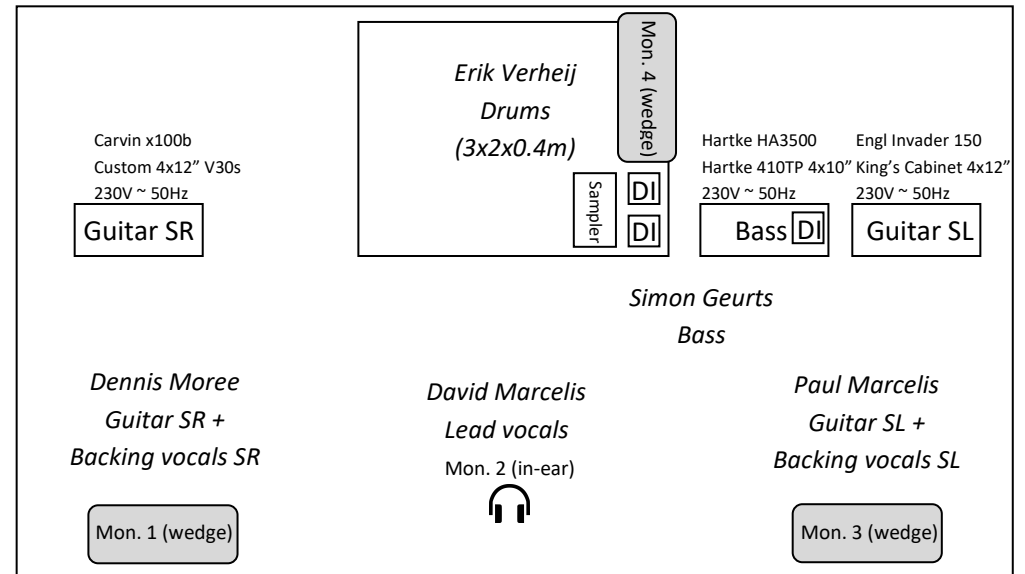 Erik Verheij
Drums
(3x2x0.4m)
Mon. 4 (wedge)
Sampler
DI
DI
Carvin x100b
Custom 4x12” V30s
230V ~ 50Hz
Guitar SR
Hartke HA3500
Hartke 410TP 4x10”
230V ~ 50Hz
Bass DI
Engl Invader 150
King’s Cabinet 4x12”
230V ~ 50Hz
Guitar SL
Simon Geurts
Bass
Dennis Moree
Guitar SR +
Backing vocals SR
Mon. 1 (wedge)
David Marcelis
Lead vocals
Mon. 2 (in-ear)
Paul Marcelis
Guitar SL +
Backing vocals SL
Mon. 3 (wedge)